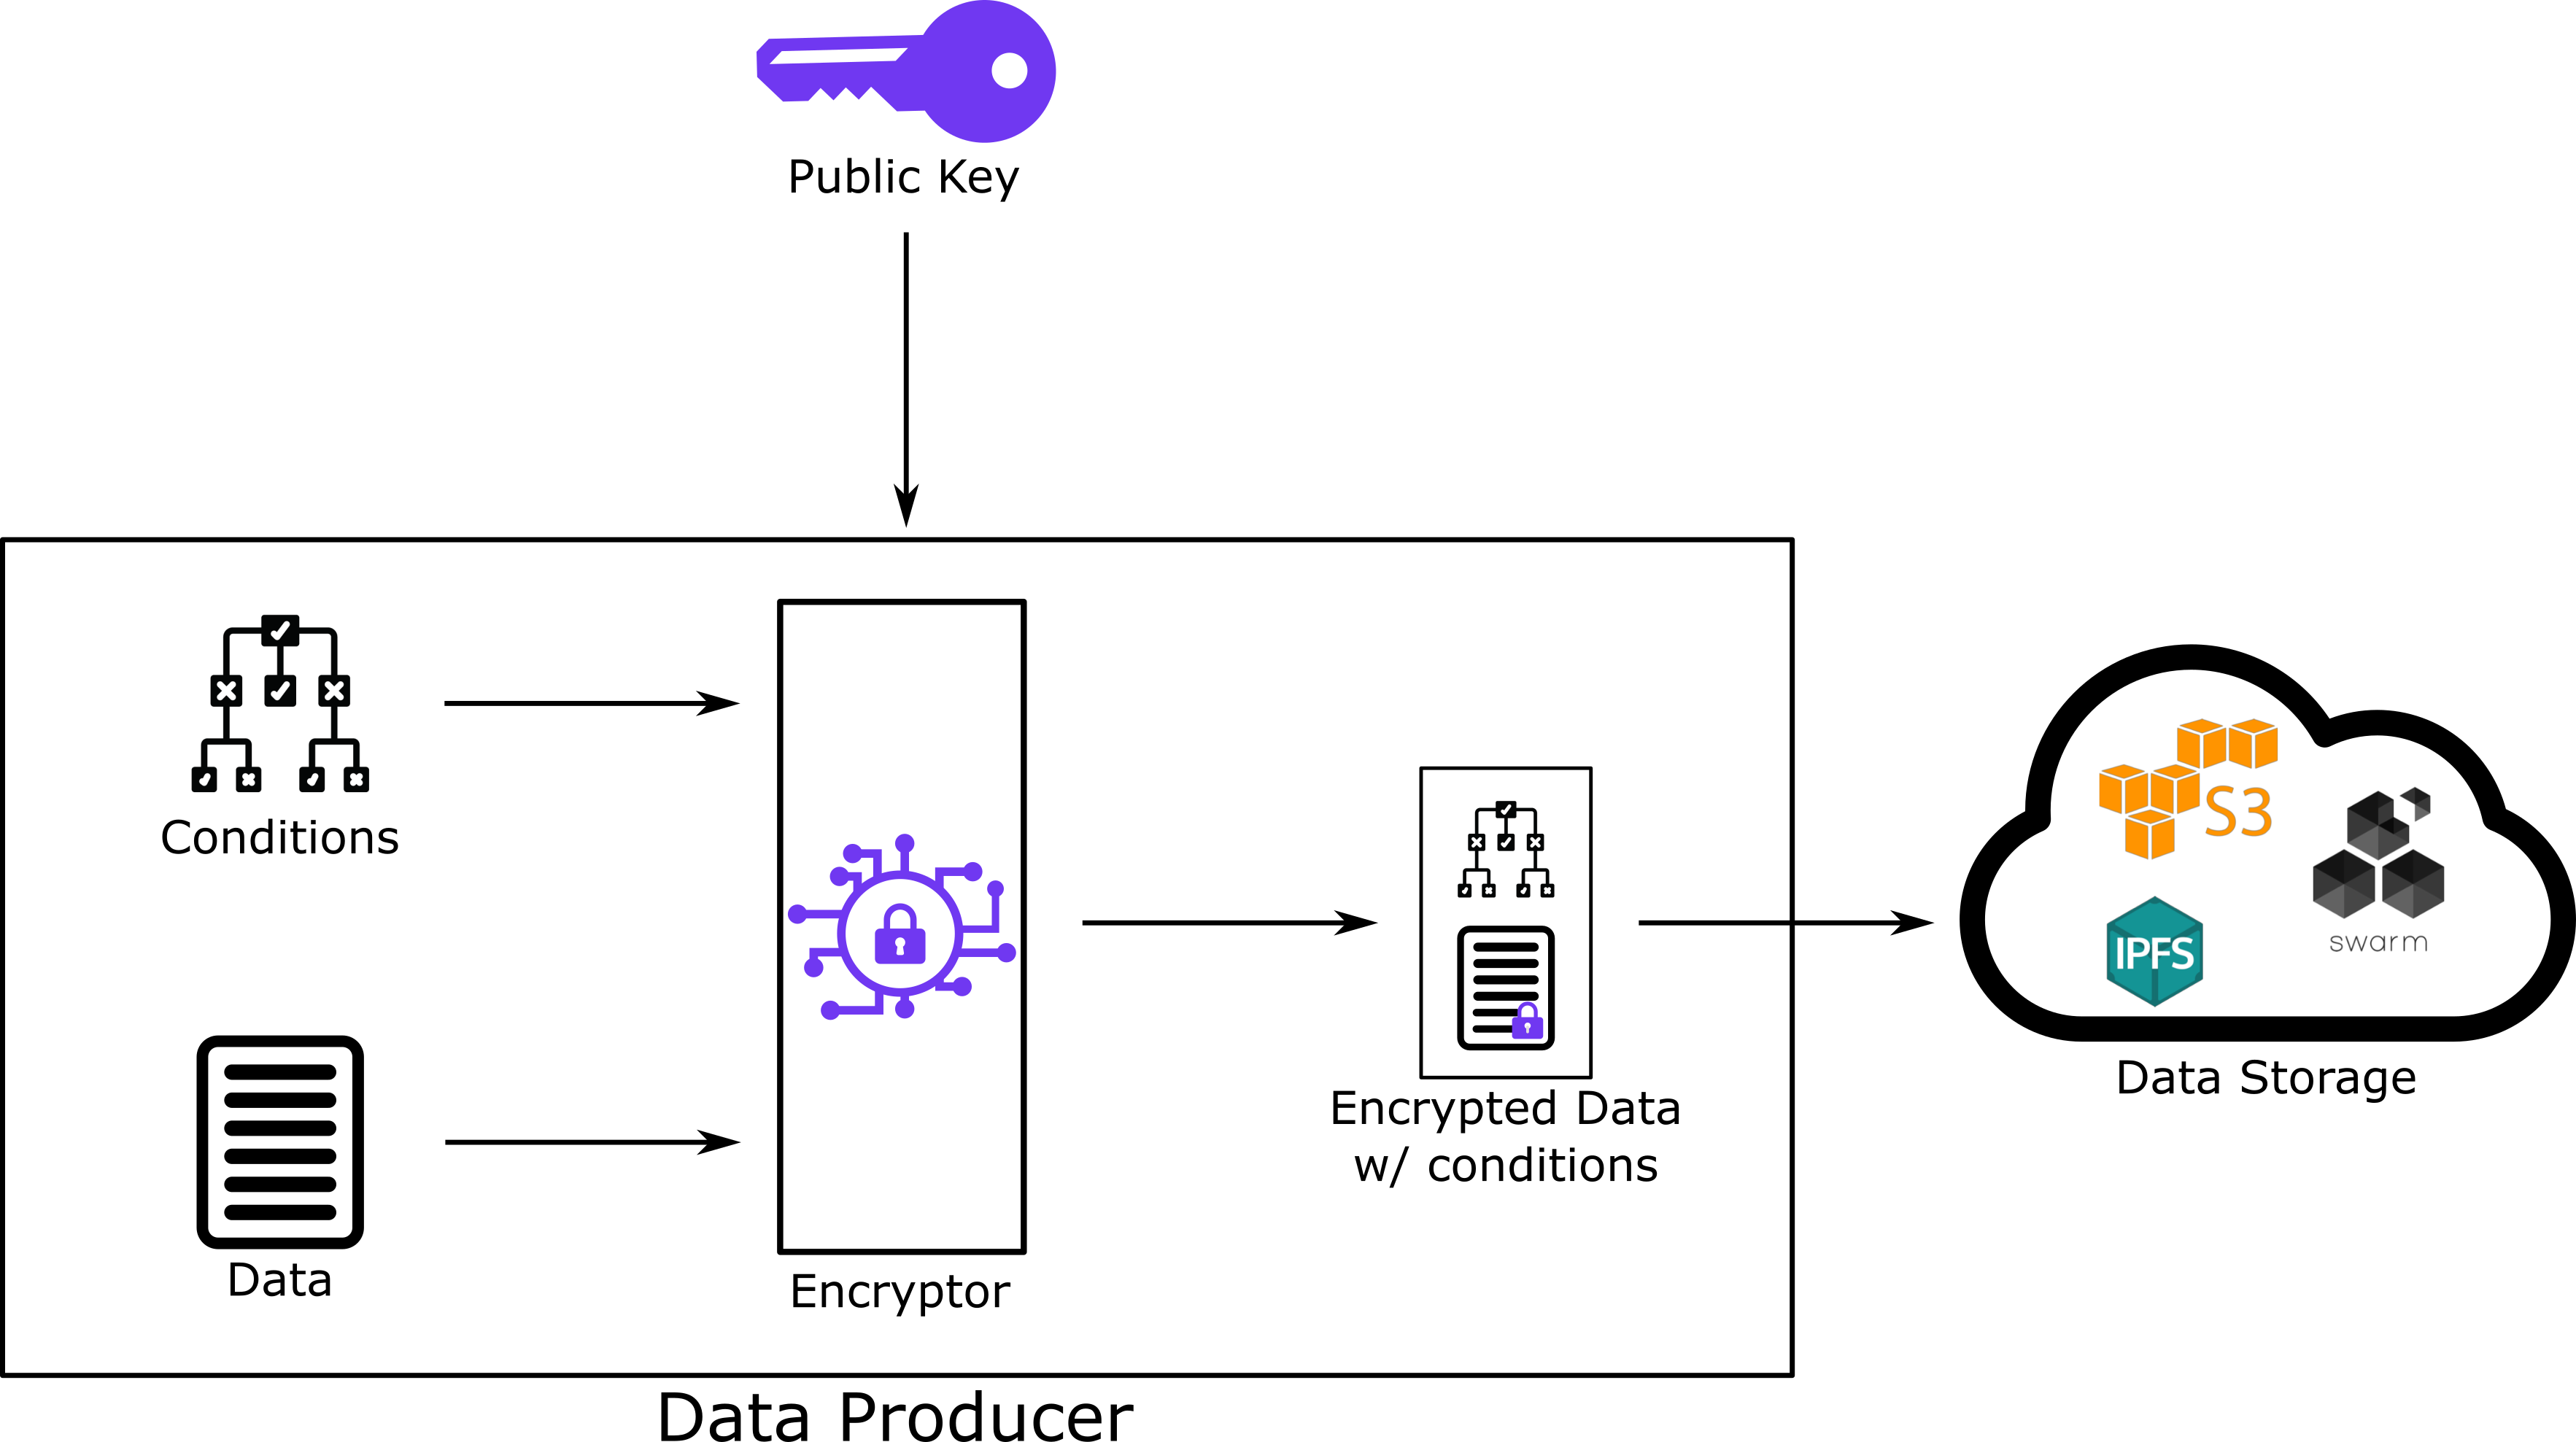 Public Key
Conditions
Data
Encryptor
Encrypted Data
w/ conditions
Data Producer
S3
IPFS
swarm
Data Storage